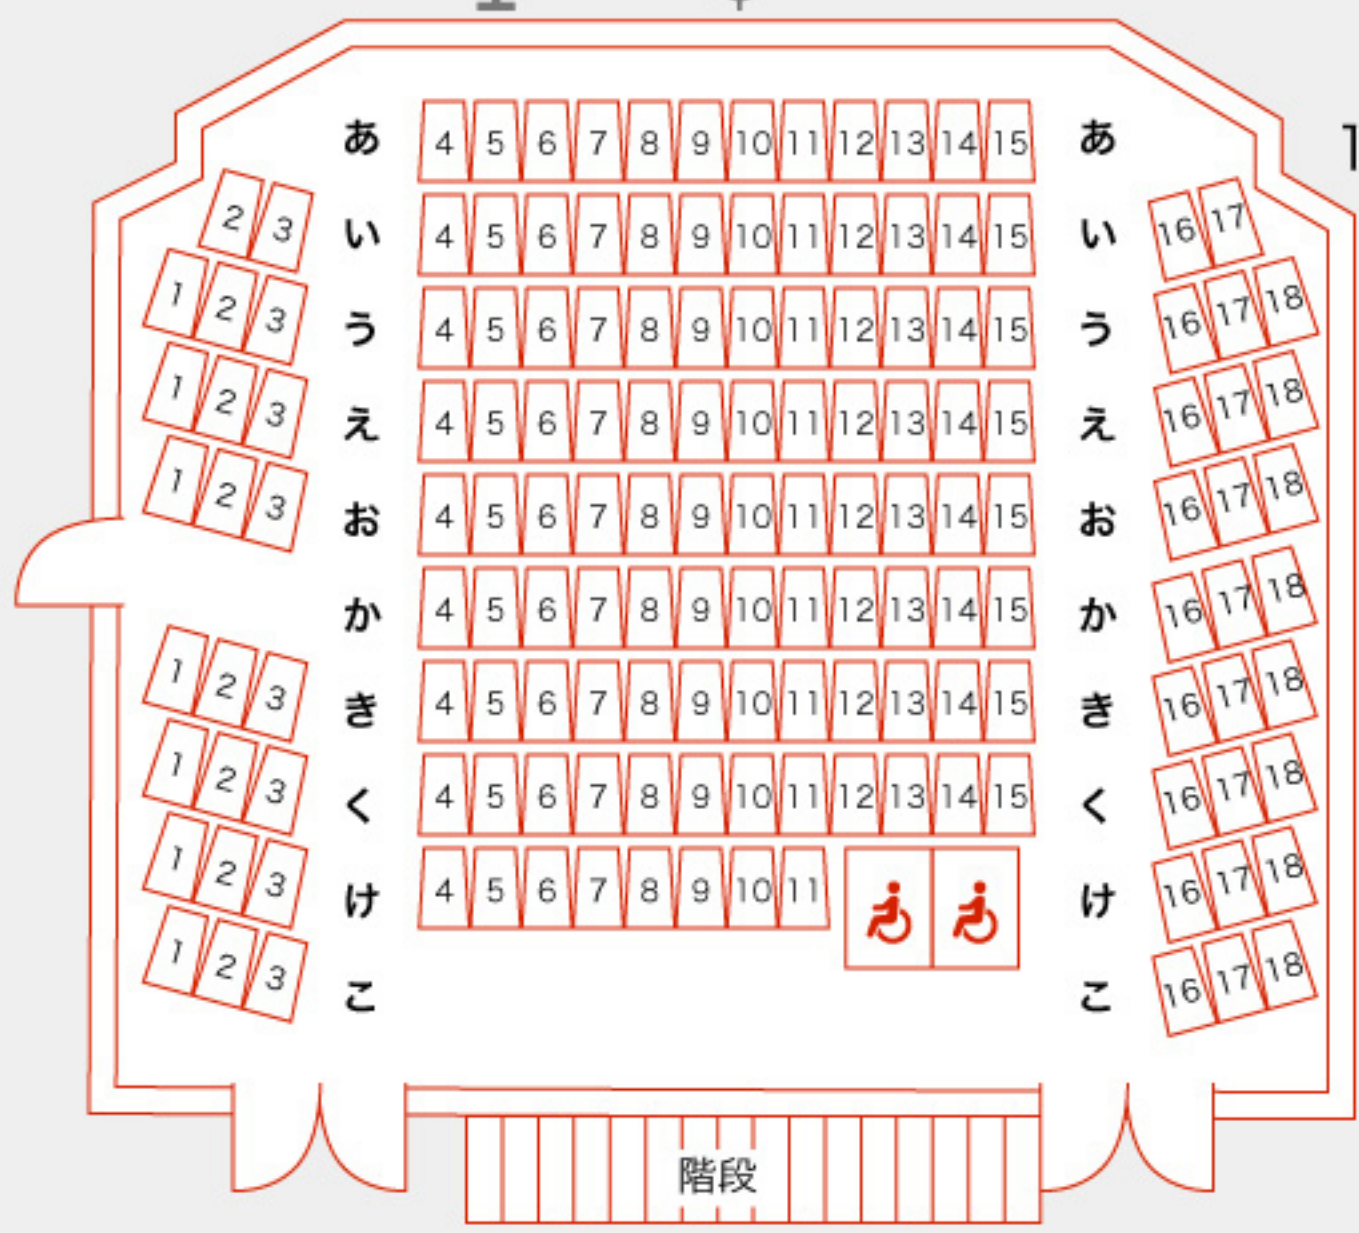 あ 4 5 6 7 8 9 10 11 12 13 14 15 あ
2 3 い 4 5 6 7 8 9 10 11 12 13 14 15 い 16 17
1 2 3 う 4 5 6 7 8 9 10 11 12 13 14 15 う 16 17 18
1 2 3 え 4 5 6 7 8 9 10 11 12 13 14 15 え 16 17 18
1 2 3 お 4 5 6 7 8 9 10 11 12 13 14 15 お 16 17 18
か 4 5 6 7 8 9 10 11 12 13 14 15 か 16 17 18
1 2 3 き 4 5 6 7 8 9 10 11 12 13 14 15 き 16 17 18
1 2 3 く 4 5 6 7 8 9 10 11 12 13 14 15 く 16 17 18
1 2 3 け 4 5 6 7 8 9 10 11 け 16 17 18
1 2 3 こ こ 16 17 18
階段